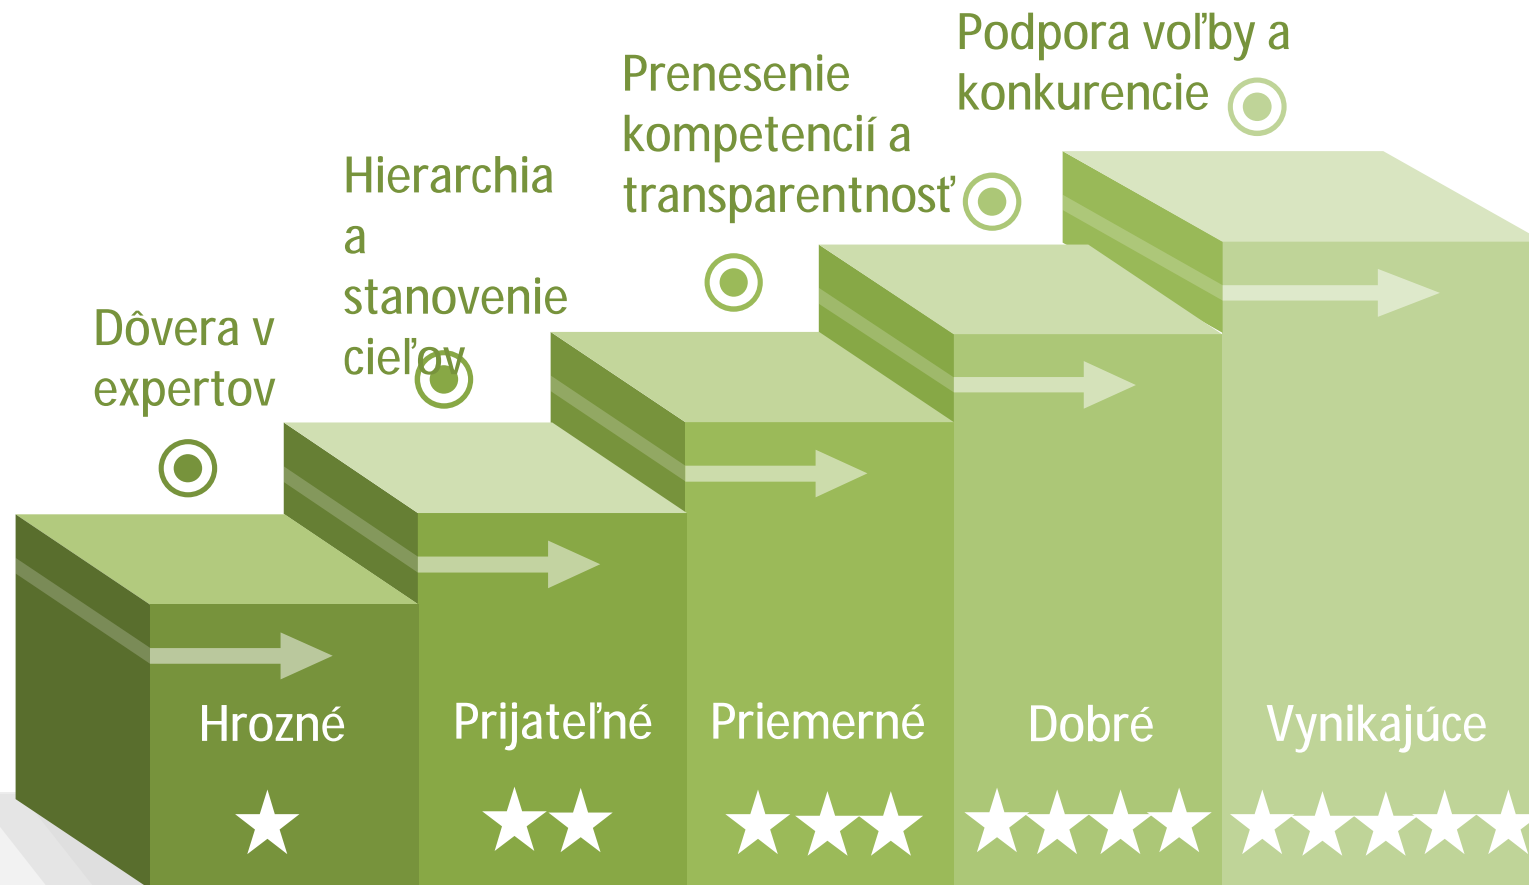 Dôvera v
expertov
Hierarchia
a
stanovenie
cieľov
Prenesenie
kompetencií a
transparentnosť
Podpora voľby a
konkurencie
Hrozné
Prijateľné
Priemerné
Dobré
Vynikajúce